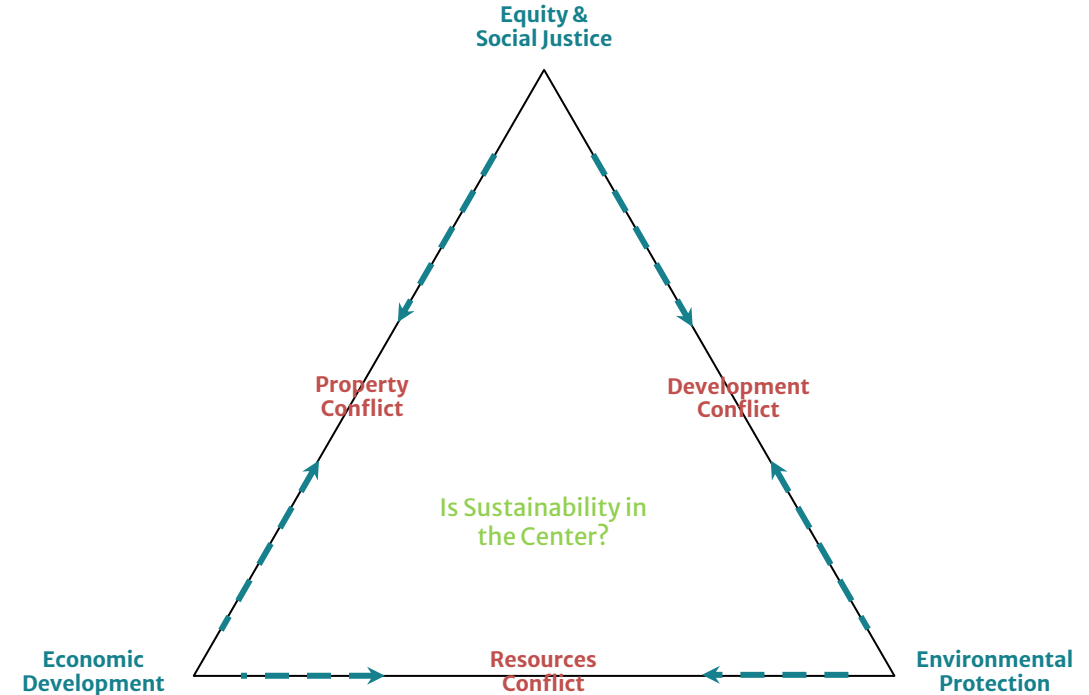 Equity &
Social Justice
Property
Conflict
Development
Conflict
Is Sustainability in
the Center?
Economic
Development
Resources
Conflict
Environmental
Protection